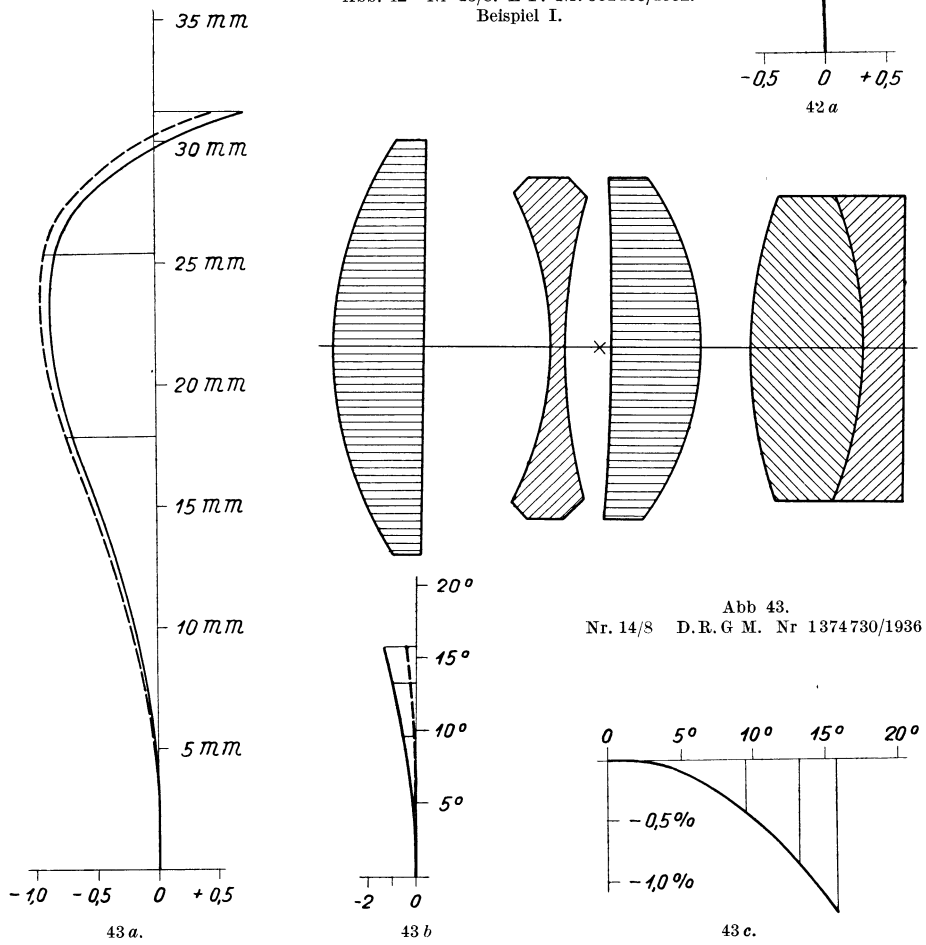 Beispiel I.
-0,5 0 +0,5
42 a
35 mm
30 mm
25 mm
20 mm
15 mm
10 mm
5 mm
-1,0 -0,5 0 +0,5
43 a.
20°
15°
10°
5°
-2 0
43 b
Abb 43.
Nr. 14/8 D.R.G M. Nr 1374730/1936
0 5° 10° 15° 20°
-0,5%
-1,0%
43 c.